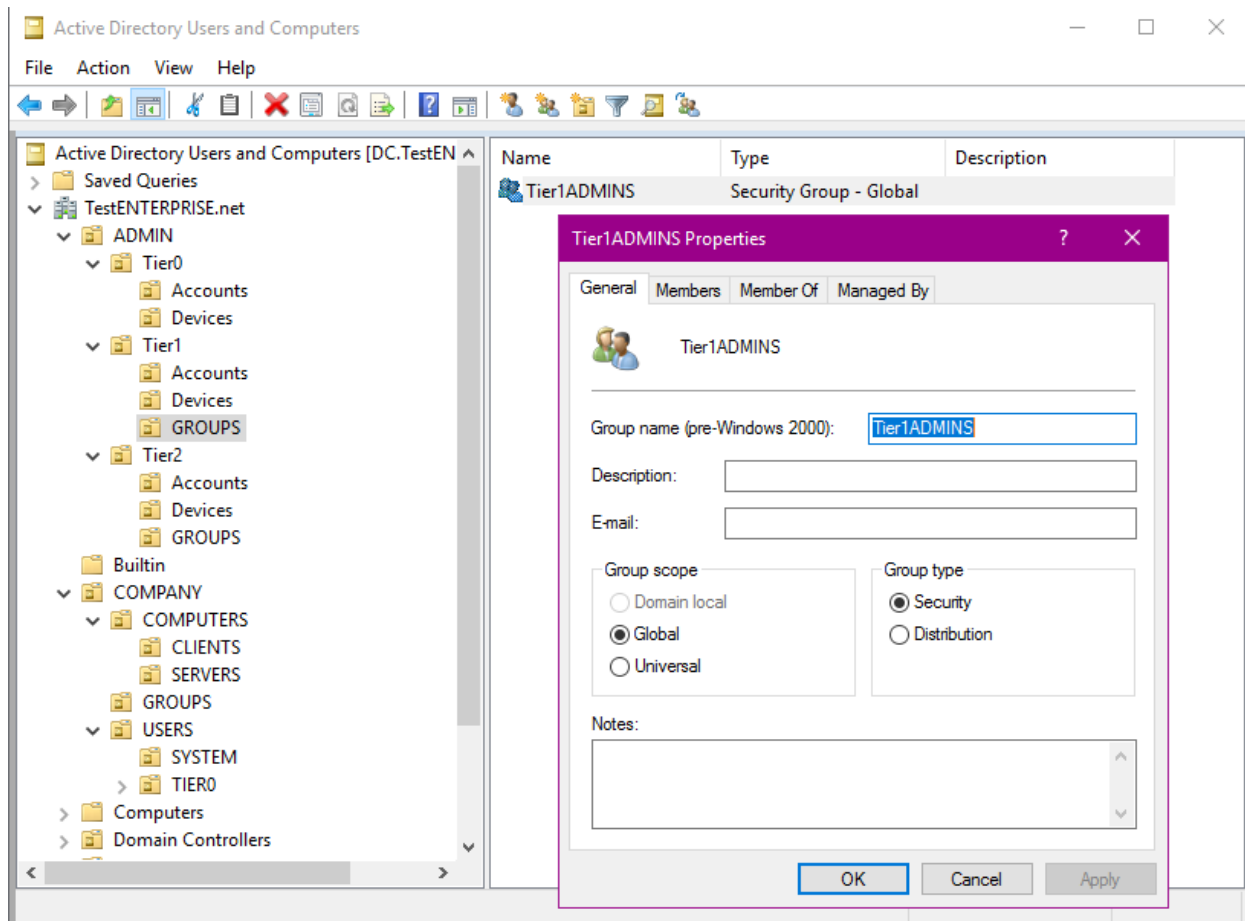 Active Directory Users and Computers
File Action View Help
Active Directory Users and Computers [DC.TestEN
Saved Queries
TestENTERPRISE.net
ADMIN
Tier0
Accounts
Devices
Tier1
Accounts
Devices
GROUPS
Tier2
Accounts
Devices
GROUPS
Builtin
COMPANY
COMPUTERS
CLIENTS
SERVERS
GROUPS
USERS
SYSTEM
TIER0
Computers
Domain Controllers
Name Type Description
Tier1ADMINS Security Group - Global
Tier1ADMINS Properties
General Members Member Of Managed By
Tier1ADMINS
Group name (pre-Windows 2000): Tier1ADMINS
Description:
E-mail:
Group scope
Domain local
Global
Universal
Group type
Security
Distribution
Notes:
OK Cancel Apply